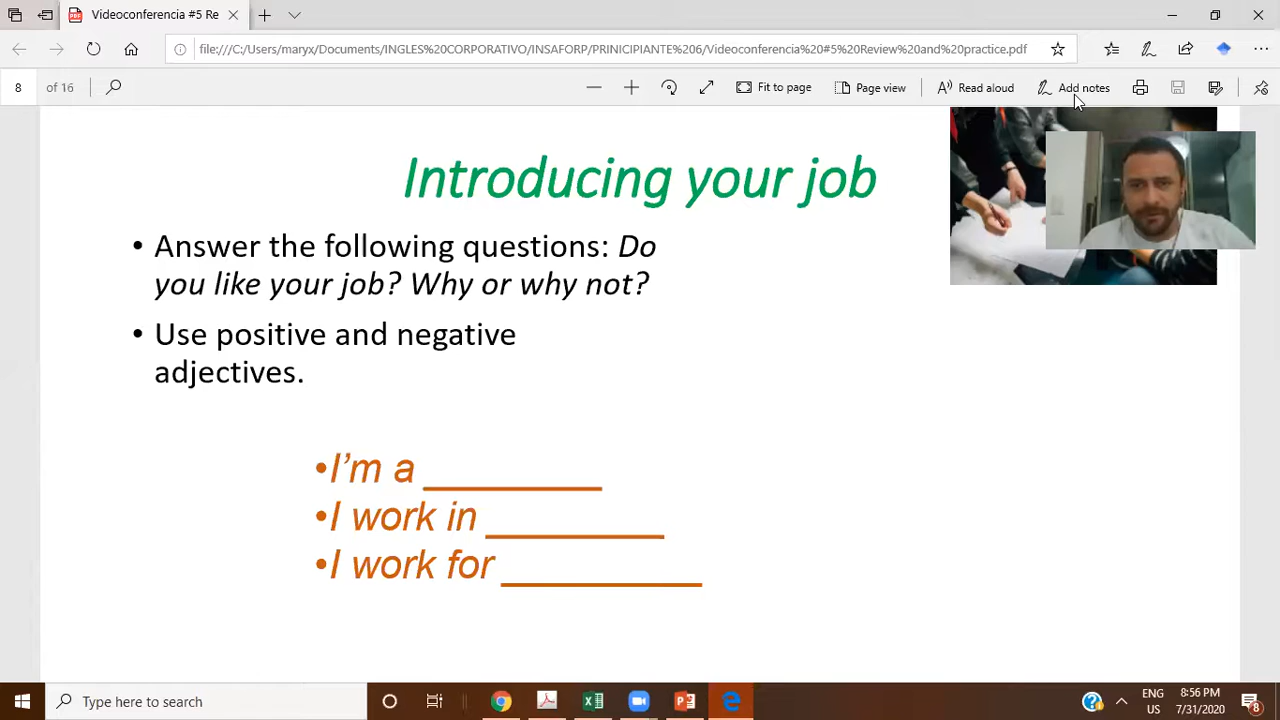 Videoconferencia #5 Re
file:///C:/Users/maryx/Documents/INGLES%20CORPORATIVO/INSAFORP/PRINICIPIANTE%206/Videoconferencia%20#5%20Review%20and%20practice.pdf
8 of 16 Fit to page Page view Read aloud Add notes
Introducing your job
• Answer the following questions: Do
you like your job? Why or why not?
• Use positive and negative
adjectives.
•I'm a _________
•I work in _________
•I work for __________
Type here to search
ENG
US
8:56 PM
7/31/2020
8